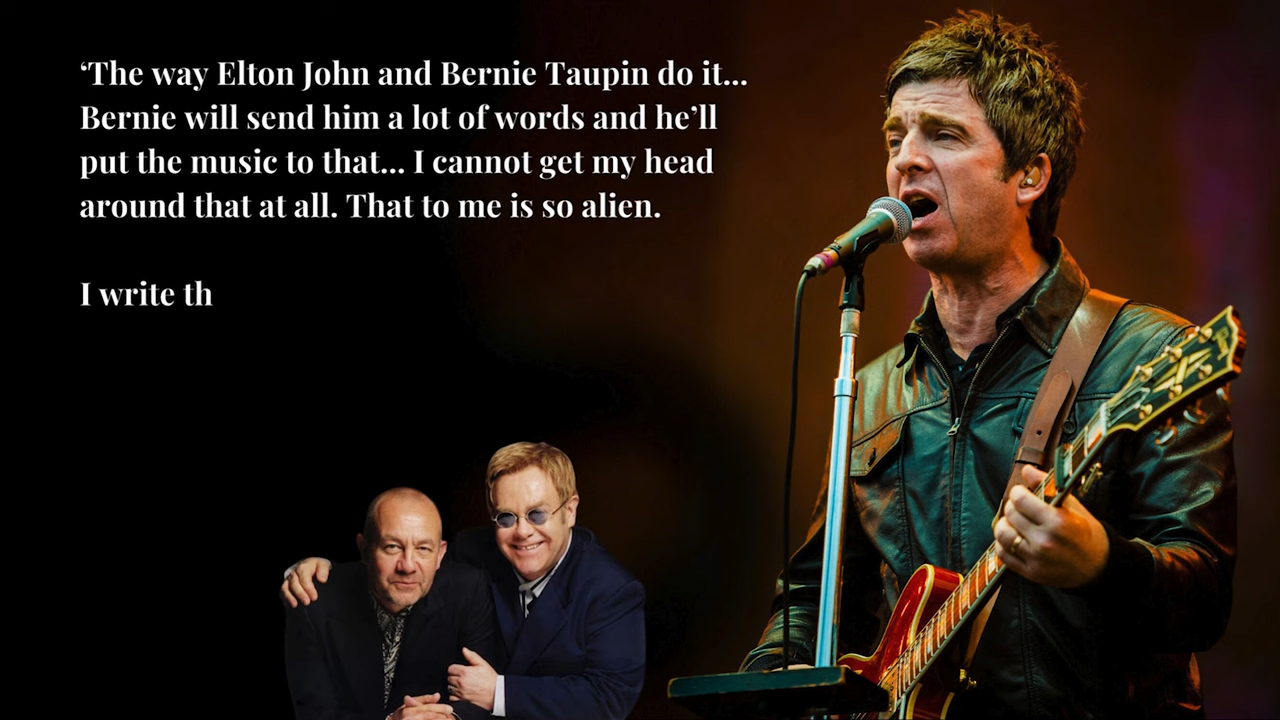 ‘The way Elton John and Bernie Taupin do it...
Bernie will send him a lot of words and he’ll
put the music to that... I cannot get my head
around that at all. That to me is so alien.
I write th